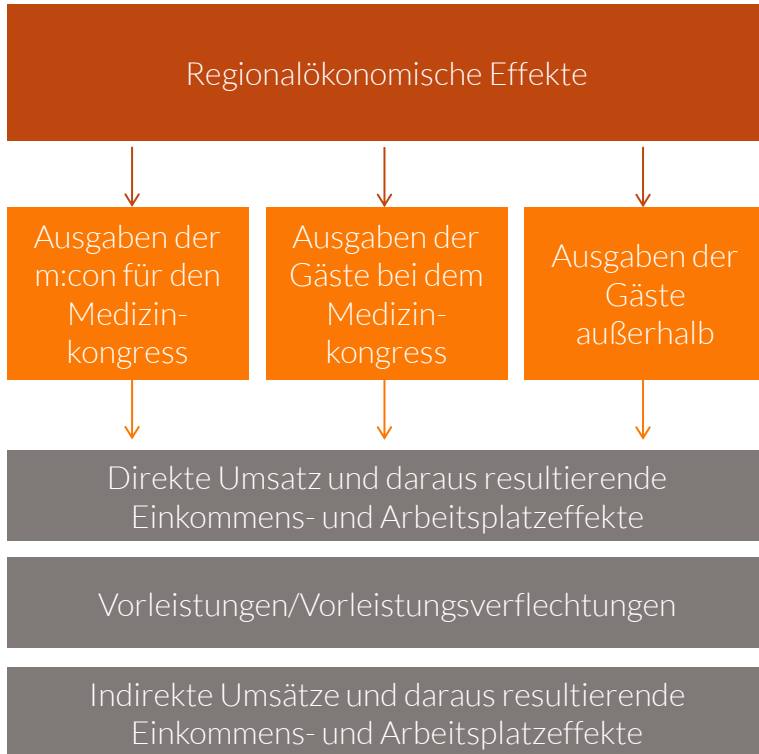 Regionalökonomische Effekte
Ausgaben der
m:con für den
Medizin-
kongress
Ausgaben der
Gäste bei dem
Medizin-
kongress
Ausgaben der
Gäste
außerhalb
Direkte Umsatz und daraus resultierende
Einkommens- und Arbeitsplatzeffekte
Vorleistungen/Vorleistungsverflechtungen
Indirekte Umsätze und daraus resultierende
Einkommens- und Arbeitsplatzeffekte